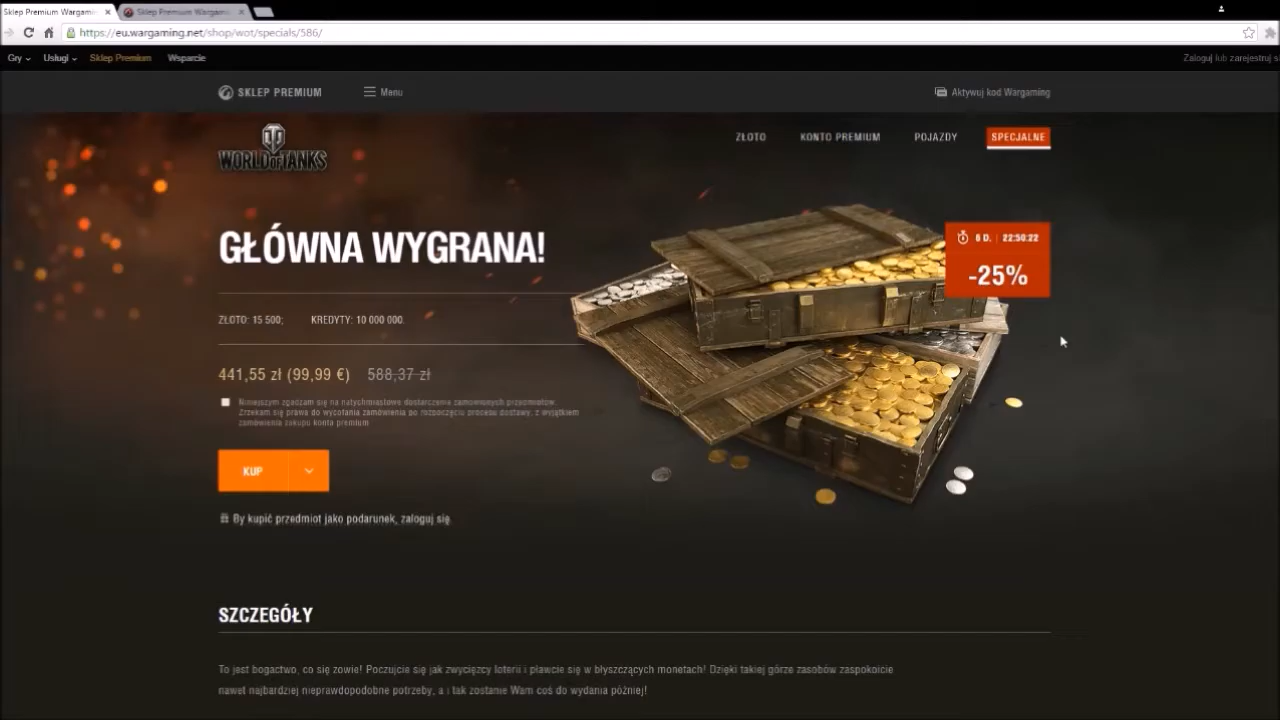 Sklep Premium Wargami
Sklep Premium Wargami
https://eu.wargaming.net/shop/wot/specials/586/
Gry Usługi Sklep Premium Wsparcie Zaloguj lub zarejestruj s
SKLEP PREMIUM Menu Aktywuj kod Wargaming
WORLD OF TANKS ZŁOTO KONTO PREMIUM POJAZDY SPECJALNE
GŁÓWNA WYGRANA!
6 D. | 22:50:22
-25%
ZŁOTO: 15 500; KREDYTY: 10 000 000.
441,55 zł (99,99 €) 588,37 zł
Niniejszym zgadzam się na natychmiastowe dostarczenie zamówionych przedmiotów.
Zrzekam się prawa do wycofania zamówienia po rozpoczęciu procesu dostawy, z wyjątkiem
zamówienia zakupu konta premium
KUP
By kupić przedmiot jako podarunek, zaloguj się.
SZCZEGÓŁY
To jest bogactwo, co się zowie! Poczujcie się jak zwycięzcy loterii i pławcie się w błyszczących monetach! Dzięki takiej górze zasobów zaspokoicie
nawet najbardziej nieprawdopodobne potrzeby, a i tak zostanie Wam coś do wydania później!